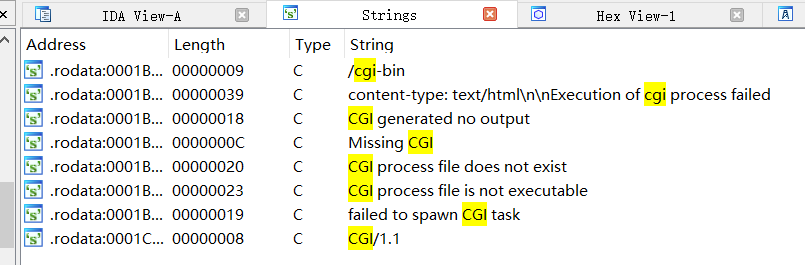 IDA View-A Strings Hex View-1
Address Length Type String
.rodata:0001B... 00000009 C /cgi-bin
.rodata:0001B... 00000039 C content-type: text/html\n\nExecution of cgi process failed
.rodata:0001B... 00000018 C CGI generated no output
.rodata:0001B... 0000000C C Missing CGI
.rodata:0001B... 00000020 C CGI process file does not exist
.rodata:0001B... 00000023 C CGI process file is not executable
.rodata:0001B... 00000019 C failed to spawn CGI task
.rodata:0001C... 00000008 C CGI/1.1